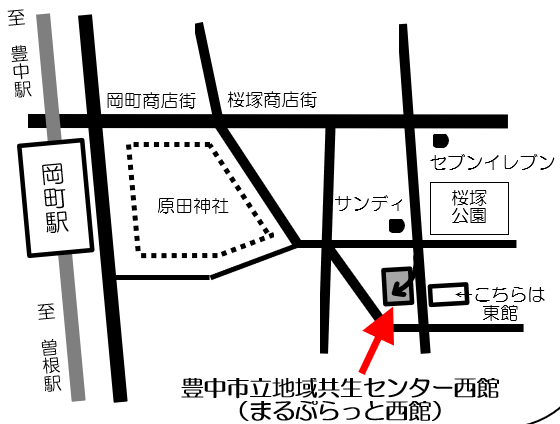 至 豊中駅
岡町商店街
桜塚商店街
セブンイレブン
岡町駅
原田神社
サンディ
桜塚
公園
←こちらは
東館
至 曽根駅
豊中市立地域共生センター西館
（まるぷらっと西館）